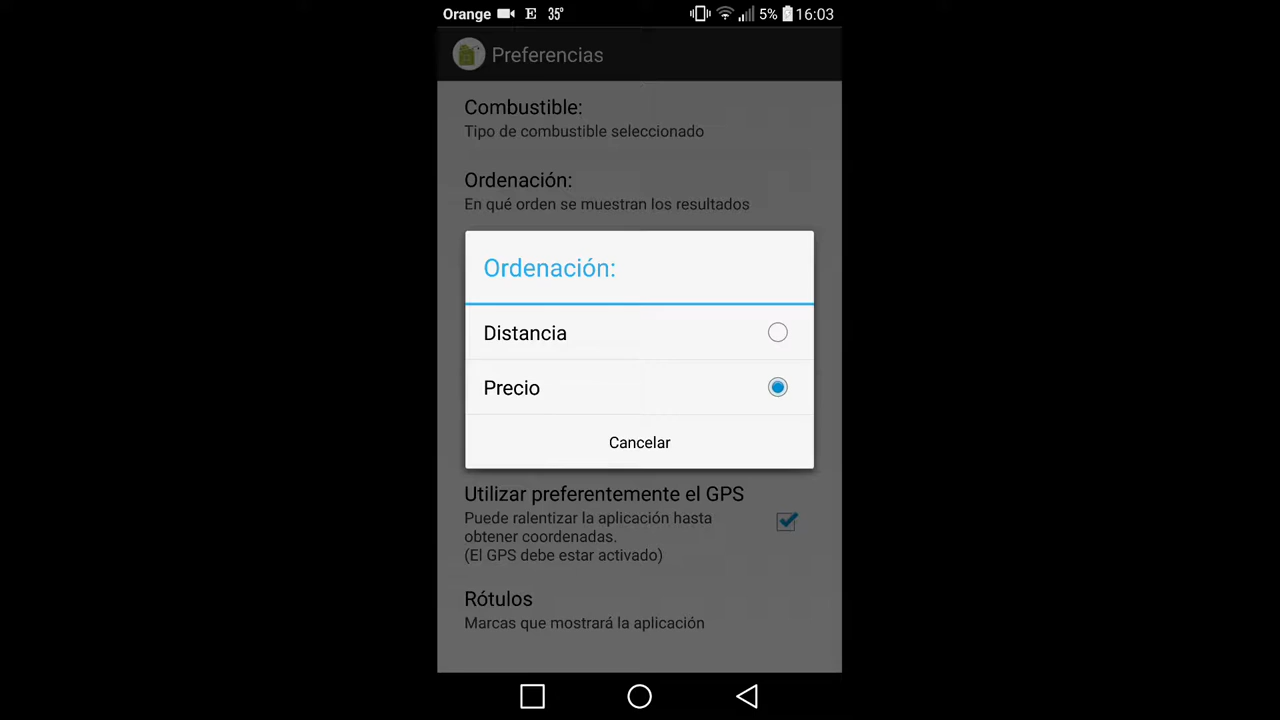 Orange E 35° 5% 16:03
Preferencias
Combustible:
Tipo de combustible seleccionado
Ordenación:
En qué orden se muestran los resultados
Ordenación:
Distancia
Precio
Cancelar
Utilizar preferentemente el GPS
Puede ralentizar la aplicación hasta
obtener coordenadas.
(El GPS debe estar activado)
Rótulos
Marcas que mostrará la aplicación